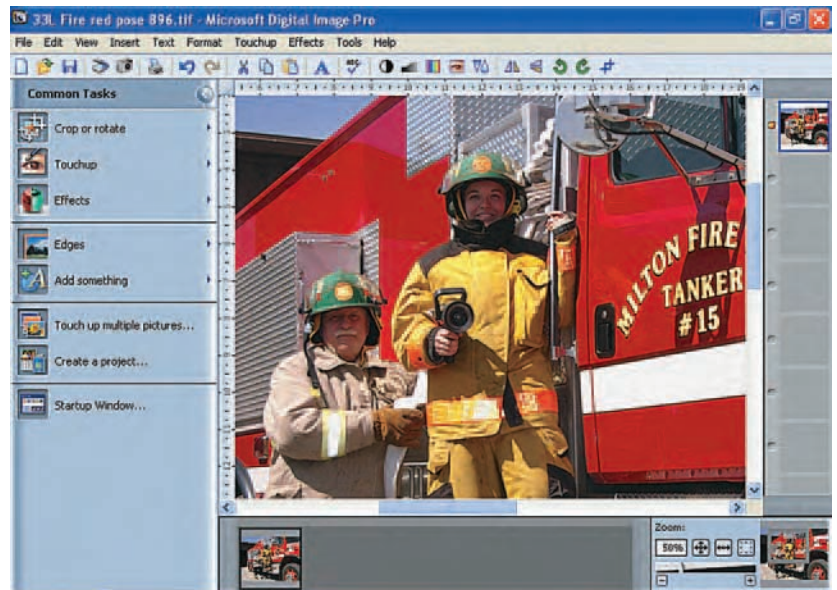 33L Fire red pose 896.tif - Microsoft Digital Image Pro
File Edit View Insert Text Format Touchup Effects Tools Help
Common Tasks
Crop or rotate
Touchup
Effects
Edges
Add something
Touch up multiple pictures...
Create a project...
Startup Window...
MILTON FIRE
TANKER
#15
Zoom:
50%